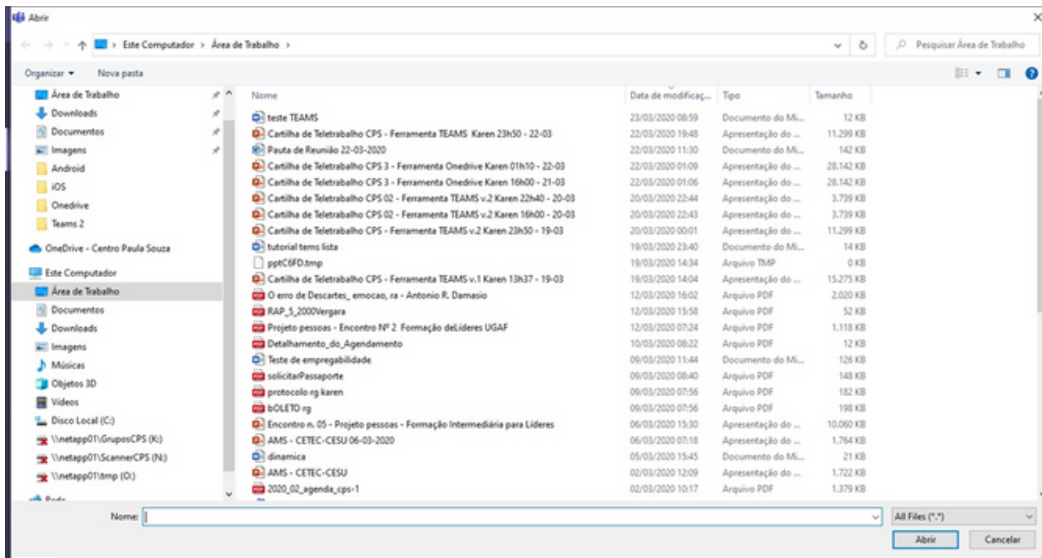 Abrir
Este Computador > Área de Trabalho >
Pesquisar Área de Trabalho
Organizar Nova pasta
Área de Trabalho
Downloads
Documentos
Imagens
Android
iOS
Onedrive
Teams 2
OneDrive - Centro Paula Souza
Este Computador
Área de Trabalho
Documentos
Downloads
Imagens
Músicas
Objetos 3D
Vídeos
Disco Local (C:)
\\netapp01\GruposCPS (K:)
\\netapp01\ScannerCPS (N:)
\\netapp01\tmp (O:)
Rede
Nome Data de modificaç... Tipo Tamanho
teste TEAMS 23/03/2020 08:59 Documento do Mi... 12 KB
Cartilha de Teletrabalho CPS - Ferramenta TEAMS Karen 23h50 - 22-03 22/03/2020 19:48 Apresentação do ... 11.299 KB
Pauta de Reunião 22-03-2020 22/03/2020 11:30 Documento do Mi... 142 KB
Cartilha de Teletrabalho CPS 3 - Ferramenta Onedrive Karen 01h10 - 22-03 22/03/2020 01:09 Apresentação do ... 28.142 KB
Cartilha de Teletrabalho CPS 3 - Ferramenta Onedrive Karen 16h00 - 21-03 22/03/2020 01:06 Apresentação do ... 28.142 KB
Cartilha de Teletrabalho CPS 02 - Ferramenta TEAMS v.2 Karen 22h40 - 20-03 20/03/2020 22:44 Apresentação do ... 3.739 KB
Cartilha de Teletrabalho CPS 02 - Ferramenta TEAMS v.2 Karen 16h00 - 20-03 20/03/2020 22:43 Apresentação do ... 3.739 KB
Cartilha de Teletrabalho CPS - Ferramenta TEAMS v.2 Karen 23h50 - 19-03 20/03/2020 00:01 Apresentação do ... 11.299 KB
tutorial tems lista 19/03/2020 23:40 Documento do Mi... 14 KB
pptC6FD.tmp 19/03/2020 14:34 Arquivo TMP 0 KB
Cartilha de Teletrabalho CPS - Ferramenta TEAMS v.1 Karen 13h37 - 19-03 19/03/2020 14:04 Apresentação do ... 15.275 KB
O erro de Descartes_ emocao, ra - Antonio R. Damasio 12/03/2020 16:02 Arquivo PDF 2.020 KB
RAP_5_2000Vergara 12/03/2020 15:58 Arquivo PDF 52 KB
Projeto pessoas - Encontro Nº 2 Formação deLíderes UGAF 12/03/2020 07:24 Arquivo PDF 1.118 KB
Detalhamento_do_Agendamento 10/03/2020 08:22 Arquivo PDF 12 KB
Teste de empregabilidade 09/03/2020 11:44 Documento do Mi... 126 KB
solicitarPassaporte 09/03/2020 08:40 Arquivo PDF 148 KB
protocolo rg karen 09/03/2020 07:56 Arquivo PDF 182 KB
bOLETO rg 09/03/2020 07:56 Arquivo PDF 198 KB
Encontro n. 05 - Projeto pessoas - Formação Intermediária para Líderes 06/03/2020 15:30 Apresentação do ... 10.060 KB
AMS - CETEC-CESU 06-03-2020 06/03/2020 07:18 Apresentação do ... 1.764 KB
dinamica 05/03/2020 15:45 Documento do Mi... 21 KB
AMS - CETEC-CESU 02/03/2020 12:09 Apresentação do ... 1.722 KB
2020_02_agenda_cps-1 02/03/2020 10:17 Arquivo PDF 1.379 KB
Nome: All Files (*.*)
Abrir Cancelar